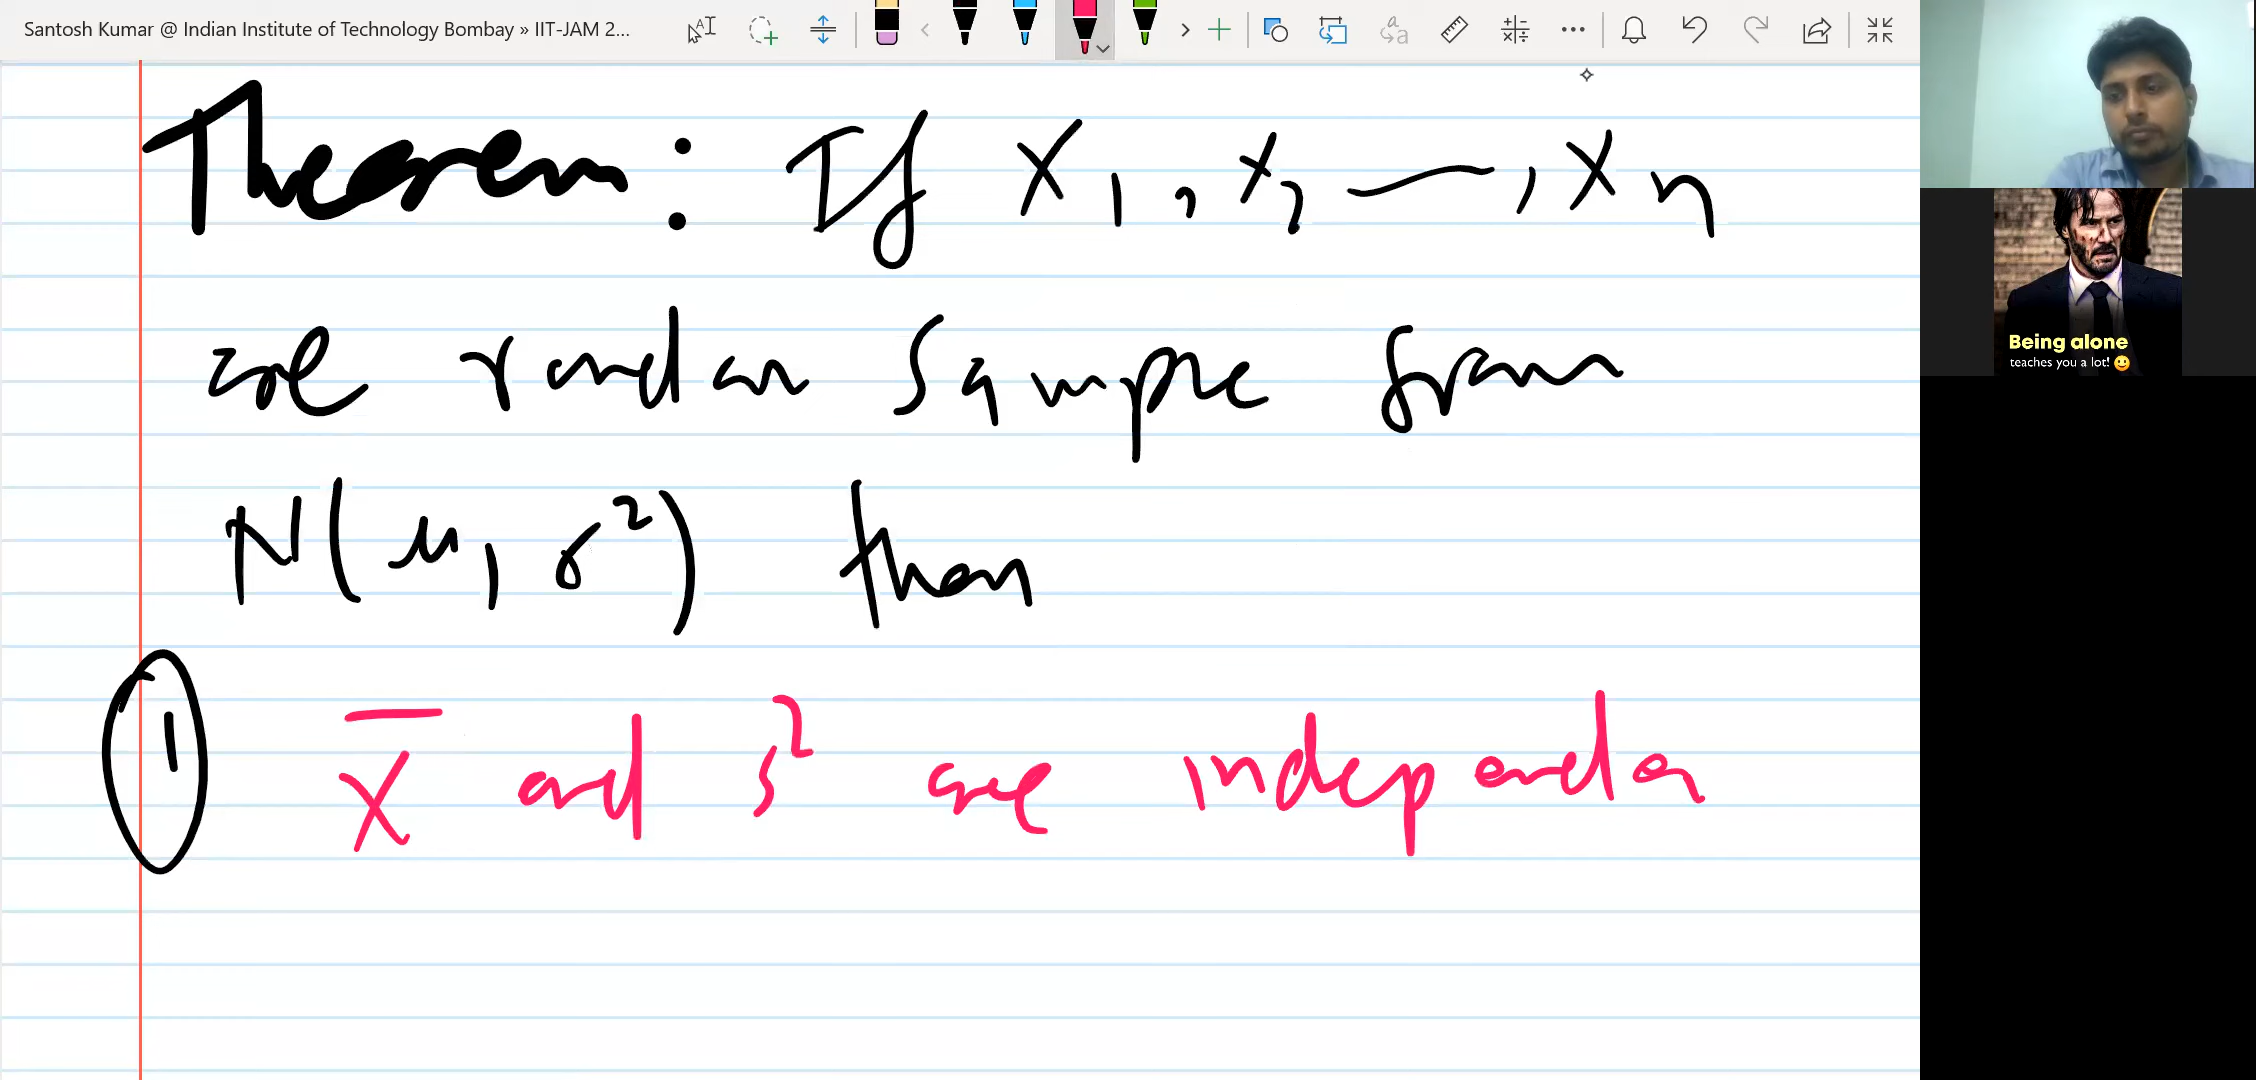 Santosh Kumar @ Indian Institute of Technology Bombay » IIT-JAM 2...
Theorem: If X₁, X₂ —, Xₙ
are random sample from
N(μ, σ²) then
① X̄ and s² are independen
Being alone
teaches you a lot! 🙂